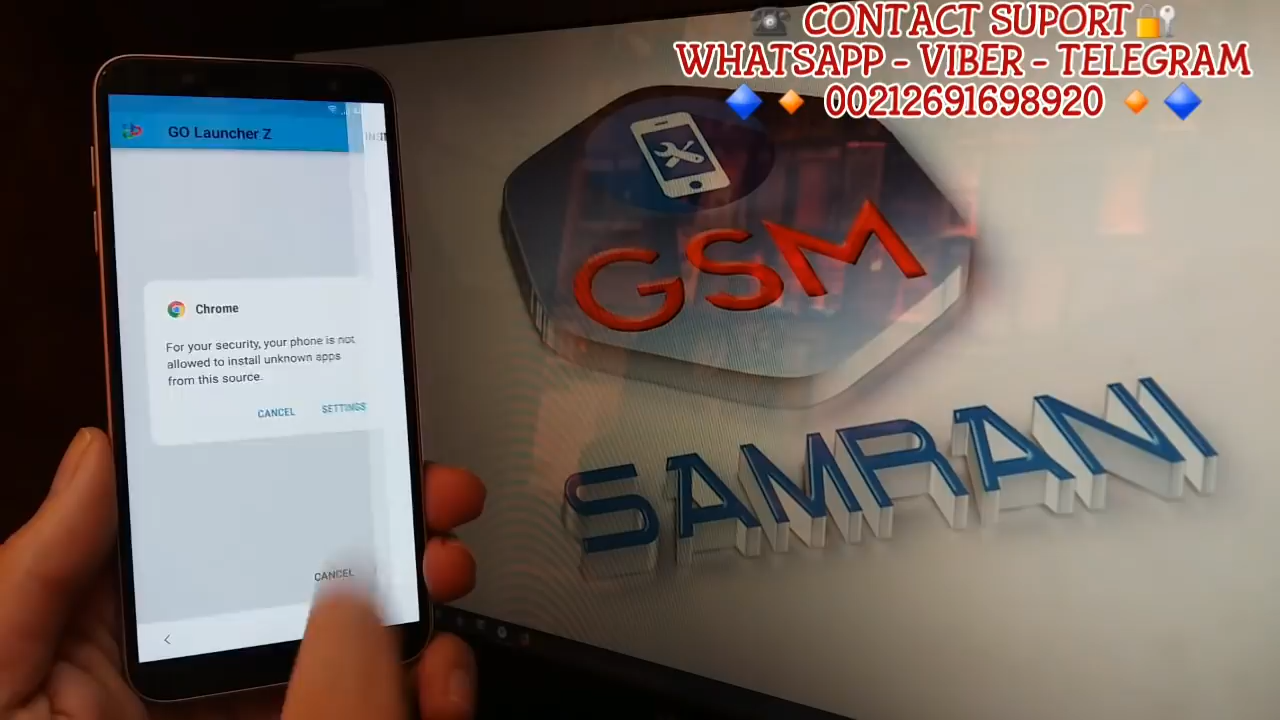 ☎ CONTACT SUPORT🔐
WHATSAPP - VIBER - TELEGRAM
🔷🔸 00212691698920 🔸🔷
GO Launcher Z
Chrome
For your security, your phone is not
allowed to install unknown apps
from this source.
CANCEL SETTINGS
CANCEL
GSM
SAMRANI